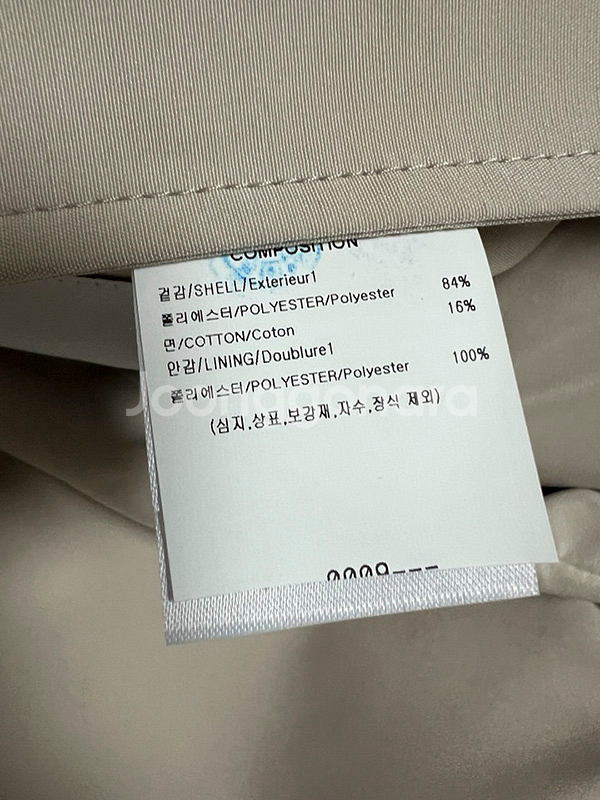 COMPOSITION
겉감/SHELL/Exterieur1
폴리에스터/POLYESTER/Polyester 84%
면/COTTON/Coton 16%
안감/LINING/Doublure1
폴리에스터/POLYESTER/Polyester 100%
(심지,상표,보강재,자수,장식 제외)
Joonggonara
0009---